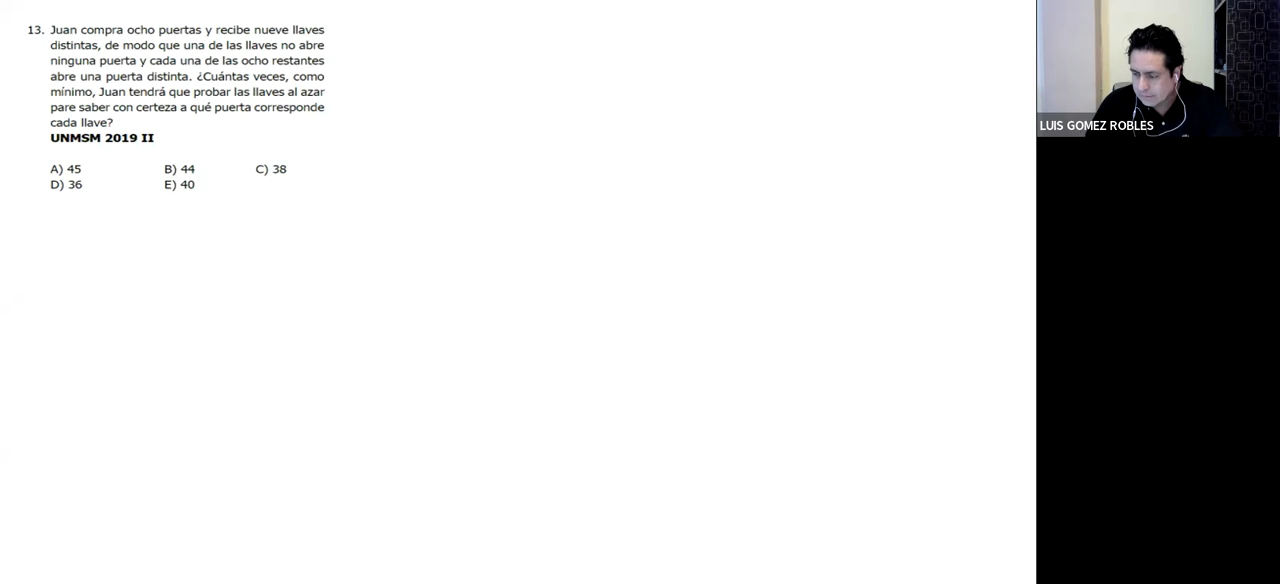 13. Juan compra ocho puertas y recibe nueve llaves
distintas, de modo que una de las llaves no abre
ninguna puerta y cada una de las ocho restantes
abre una puerta distinta. ¿Cuántas veces, como
mínimo, Juan tendrá que probar las llaves al azar
pare saber con certeza a qué puerta corresponde
cada llave?
UNMSM 2019 II
A) 45 B) 44 C) 38
D) 36 E) 40
LUIS GOMEZ ROBLES